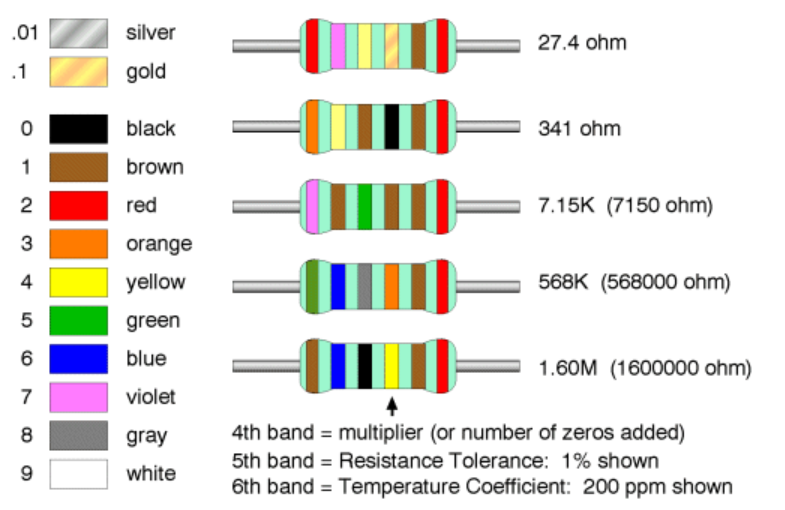 .01 silver
.1 gold
0 black
1 brown
2 red
3 orange
4 yellow
5 green
6 blue
7 violet
8 gray
9 white
27.4 ohm
341 ohm
7.15K (7150 ohm)
568K (568000 ohm)
1.60M (1600000 ohm)
4th band = multiplier (or number of zeros added)
5th band = Resistance Tolerance: 1% shown
6th band = Temperature Coefficient: 200 ppm shown